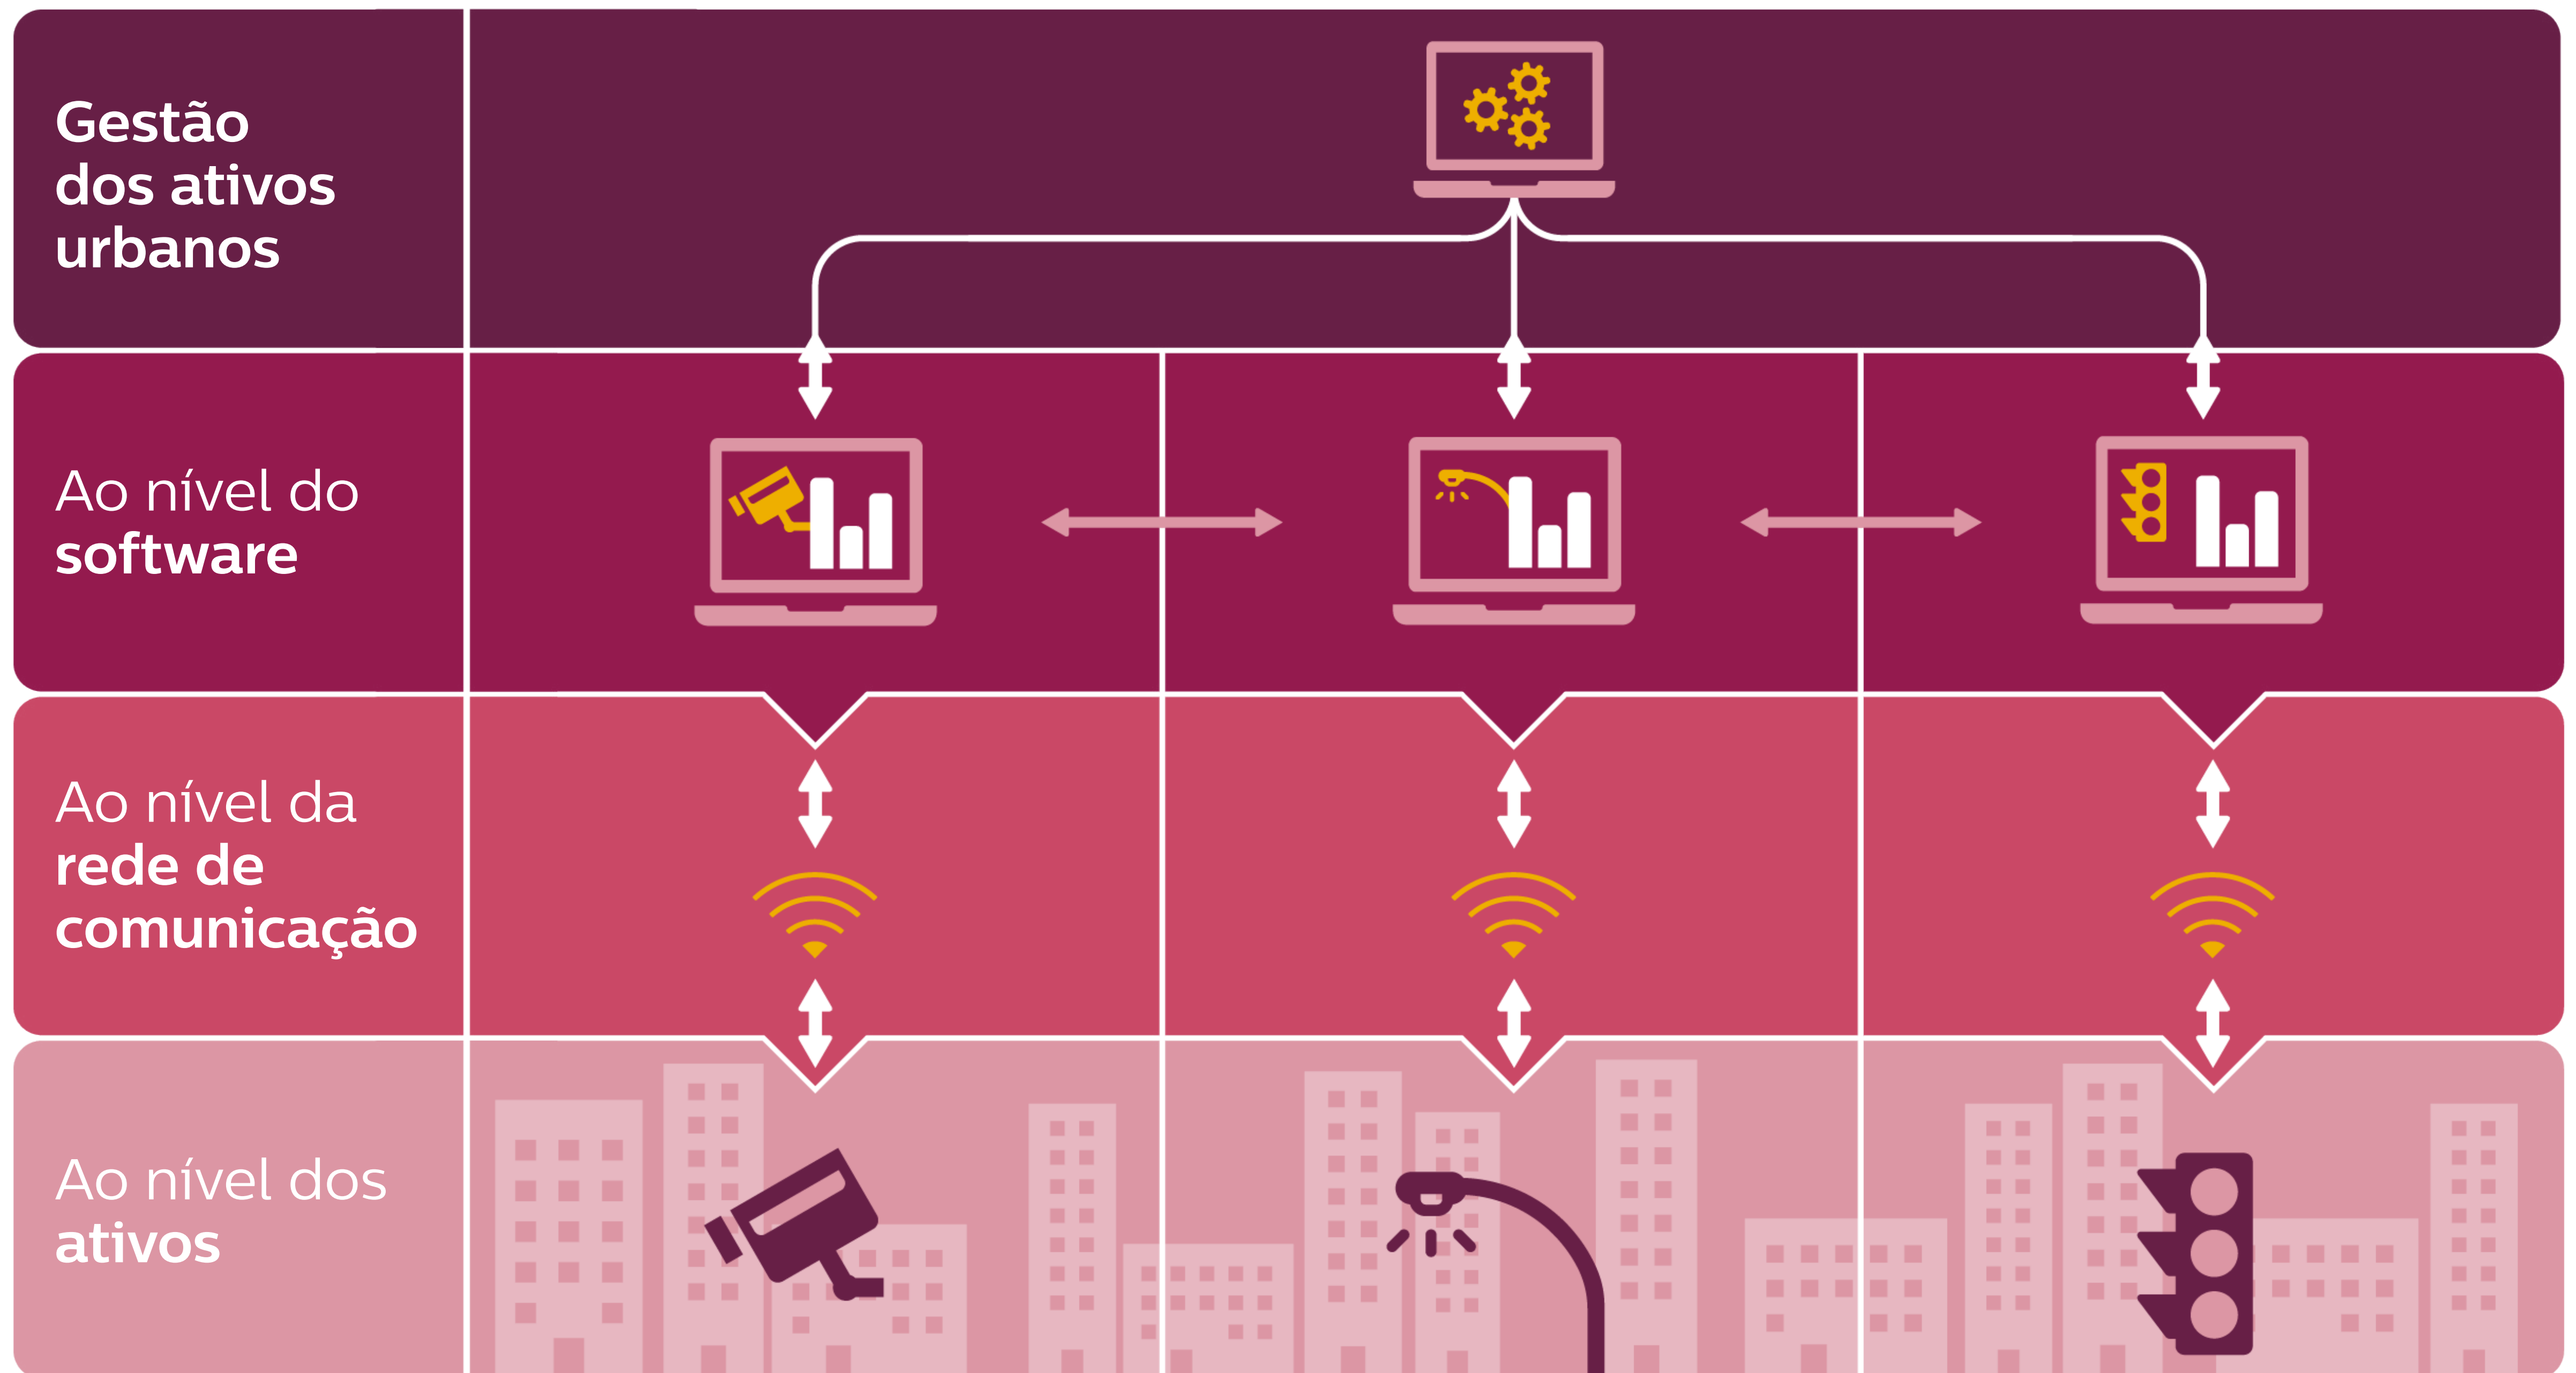 Gestão
dos ativos
urbanos
Ao nível do
software
Ao nível da
rede de
comunicação
Ao nível dos
ativos